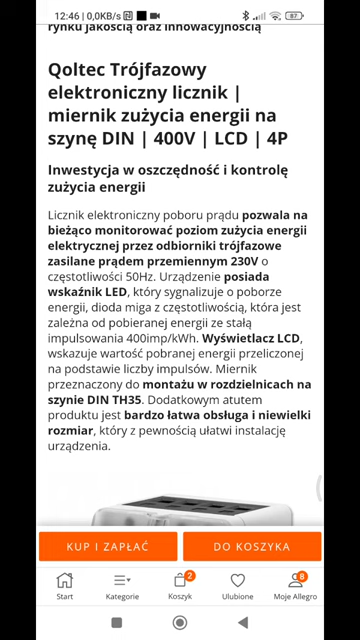 12:46 | 0,0KB/s
87
rynku jakością oraz innowacyjnością
Qoltec Trójfazowy
elektroniczny licznik |
miernik zużycia energii na
szynę DIN | 400V | LCD | 4P
Inwestycja w oszczędność i kontrolę
zużycia energii
Licznik elektroniczny poboru prądu pozwala na
bieżąco monitorować poziom zużycia energii
elektrycznej przez odbiorniki trójfazowe
zasilane prądem przemiennym 230V o
częstotliwości 50Hz. Urządzenie posiada
wskaźnik LED, który sygnalizuje o poborze
energii, dioda miga z częstotliwością, która jest
zależna od pobieranej energii ze stałą
impulsowania 400imp/kWh. Wyświetlacz LCD,
wskazuje wartość pobranej energii przeliczonej
na podstawie liczby impulsów. Miernik
przeznaczony do montażu w rozdzielnicach na
szynie DIN TH35. Dodatkowym atutem
produktu jest bardzo łatwa obsługa i niewielki
rozmiar, który z pewnością ułatwi instalację
urządzenia.
KUP I ZAPŁAĆ
DO KOSZYKA
2
8
Start
Kategorie
Koszyk
Ulubione
Moje Allegro